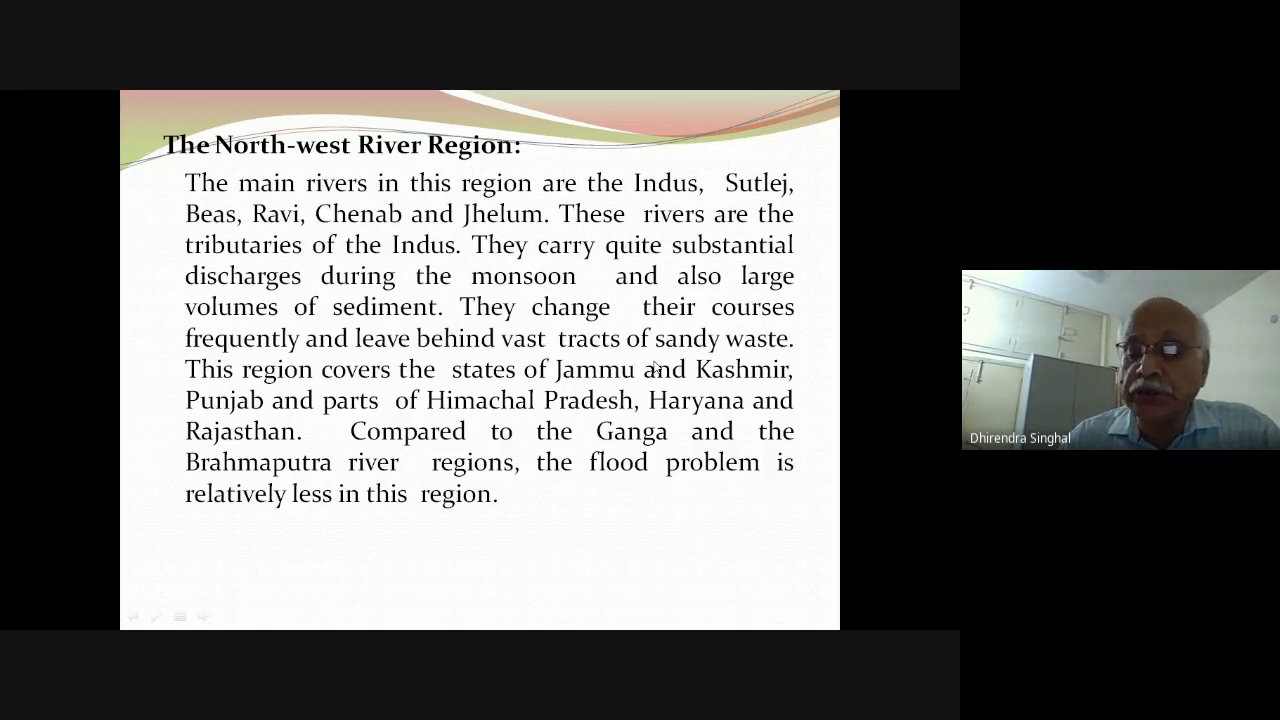 The North-west River Region:
The main rivers in this region are the Indus, Sutlej,
Beas, Ravi, Chenab and Jhelum. These rivers are the
tributaries of the Indus. They carry quite substantial
discharges during the monsoon and also large
volumes of sediment. They change their courses
frequently and leave behind vast tracts of sandy waste.
This region covers the states of Jammu and Kashmir,
Punjab and parts of Himachal Pradesh, Haryana and
Rajasthan. Compared to the Ganga and the
Brahmaputra river regions, the flood problem is
relatively less in this region.
Dhirendra Singhal